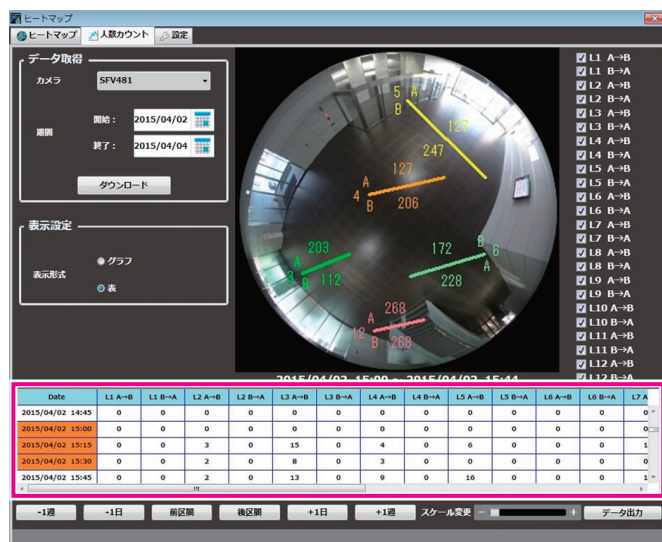 ヒートマップ
ヒートマップ 人数カウント 設定
データ取得
カメラ SFV481
期間
開始： 2015/04/02
終了： 2015/04/04
ダウンロード
表示設定
表示形式
グラフ
表
5 A
B
127
247
127
A
4 B 206
203
A
3 B 112
172 B 6
A
228
268
A
12 B 268
2015/04/02 15:00 ～ 2015/04/02 15:44
L1 A→B
L1 B→A
L2 A→B
L2 B→A
L3 A→B
L3 B→A
L4 A→B
L4 B→A
L5 A→B
L5 B→A
L6 A→B
L6 B→A
L7 A→B
L7 B→A
L8 A→B
L8 B→A
L9 A→B
L9 B→A
L10 A→B
L10 B→A
L11 A→B
L11 B→A
L12 A→B
L12 B→A
Date L1 A→B L1 B→A L2 A→B L2 B→A L3 A→B L3 B→A L4 A→B L4 B→A L5 A→B L5 B→A L6 A→B L6 B→A L7 A
2015/04/02 14:45 0 0 0 0 0 0 0 0 0 0 0 0 0
2015/04/02 15:00 0 0 0 0 0 0 0 0 0 0 0 0 0
2015/04/02 15:15 0 0 3 0 15 0 4 0 6 0 0 0 1
2015/04/02 15:30 0 0 2 0 8 0 3 0 0 0 0 0 0
2015/04/02 15:45 0 0 2 0 13 0 9 0 16 0 0 0 1
-1週 -1日 前区間 後区間 +1日 +1週 スケール変更 − + データ出力